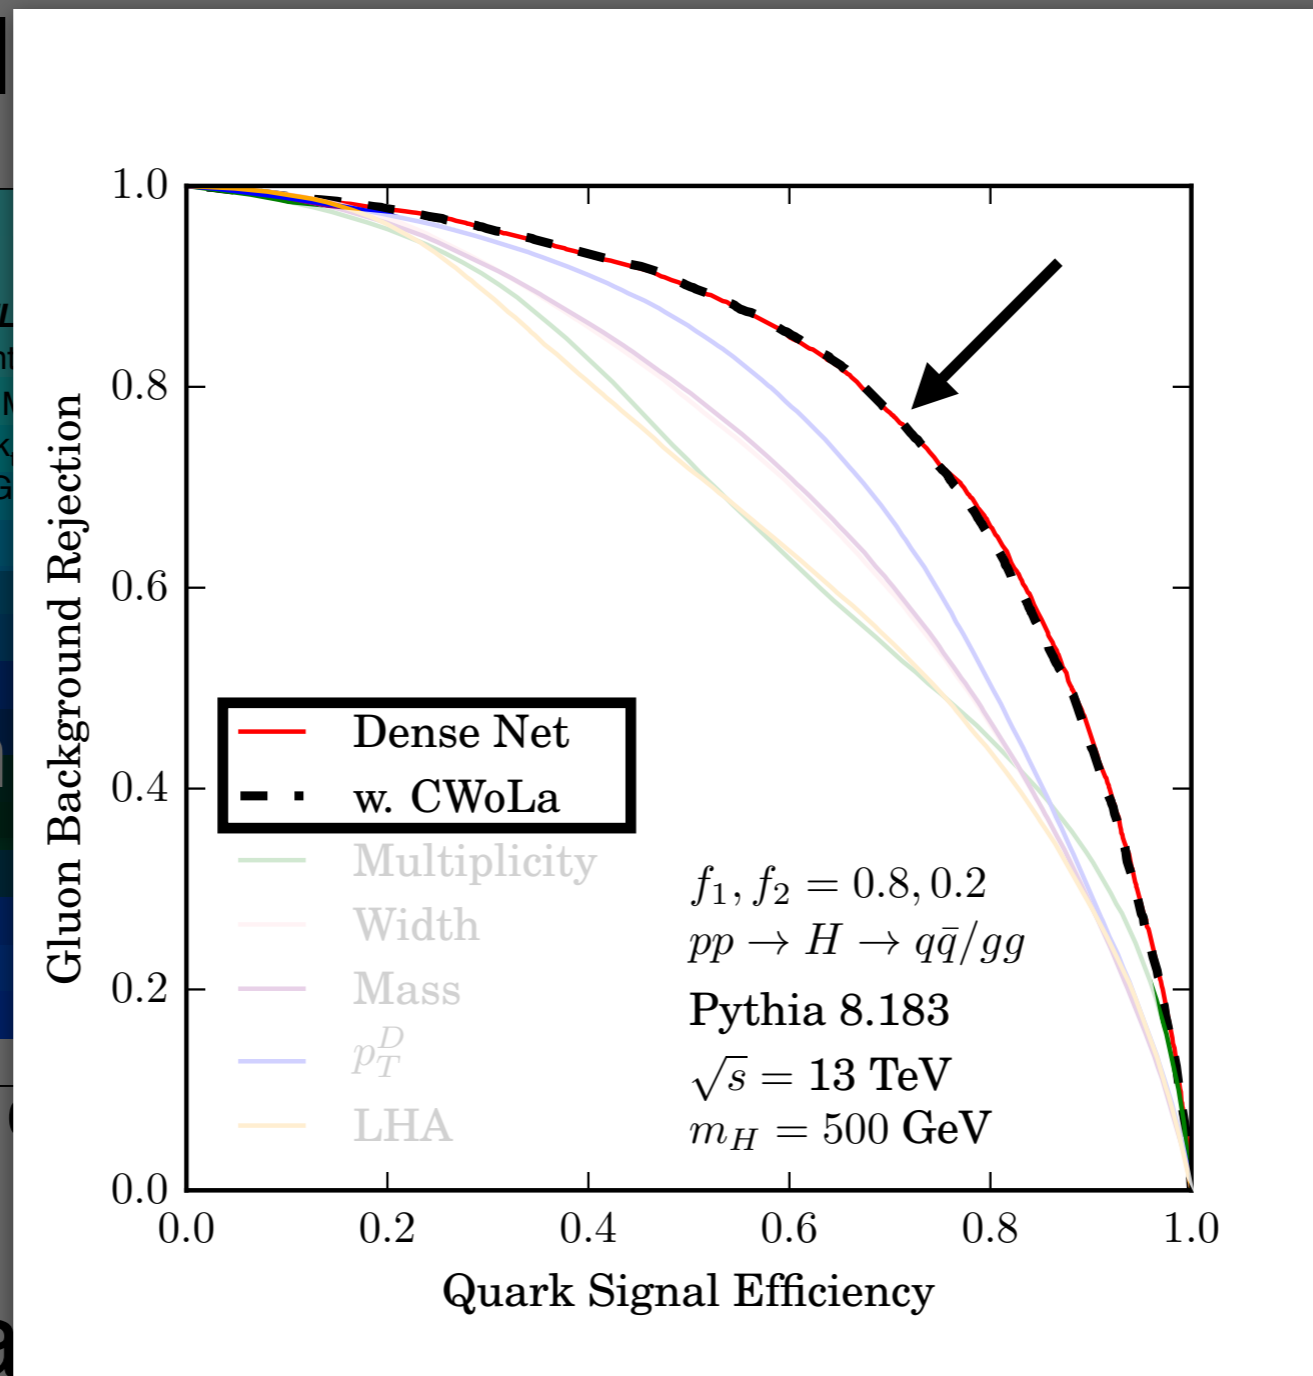 1.0
0.8
0.6
0.4
0.2
0.0
0.0 0.2 0.4 0.6 0.8 1.0
Gluon Background Rejection
Quark Signal Efficiency
Dense Net
w. CWoLa
Multiplicity
Width
Mass
p_T^D
LHA
f₁, f₂ = 0.8, 0.2
pp → H → qq̄/gg
Pythia 8.183
√s = 13 TeV
m_H = 500 GeV